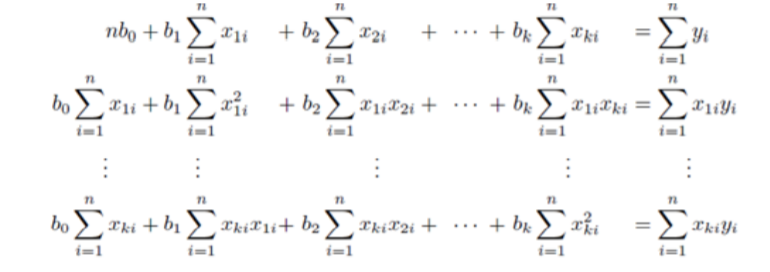 $nb_0 + b_1 \sum_{i=1}^{n} x_{1i} + b_2 \sum_{i=1}^{n} x_{2i} + \cdots + b_k \sum_{i=1}^{n} x_{ki} = \sum_{i=1}^{n} y_i$
$b_0 \sum_{i=1}^{n} x_{1i} + b_1 \sum_{i=1}^{n} x_{1i}^2 + b_2 \sum_{i=1}^{n} x_{1i}x_{2i} + \cdots + b_k \sum_{i=1}^{n} x_{1i}x_{ki} = \sum_{i=1}^{n} x_{1i}y_i$
$\vdots \quad \vdots \quad \vdots \quad \vdots \quad \vdots$
$b_0 \sum_{i=1}^{n} x_{ki} + b_1 \sum_{i=1}^{n} x_{ki}x_{1i} + b_2 \sum_{i=1}^{n} x_{ki}x_{2i} + \cdots + b_k \sum_{i=1}^{n} x_{ki}^2 = \sum_{i=1}^{n} x_{ki}y_i$